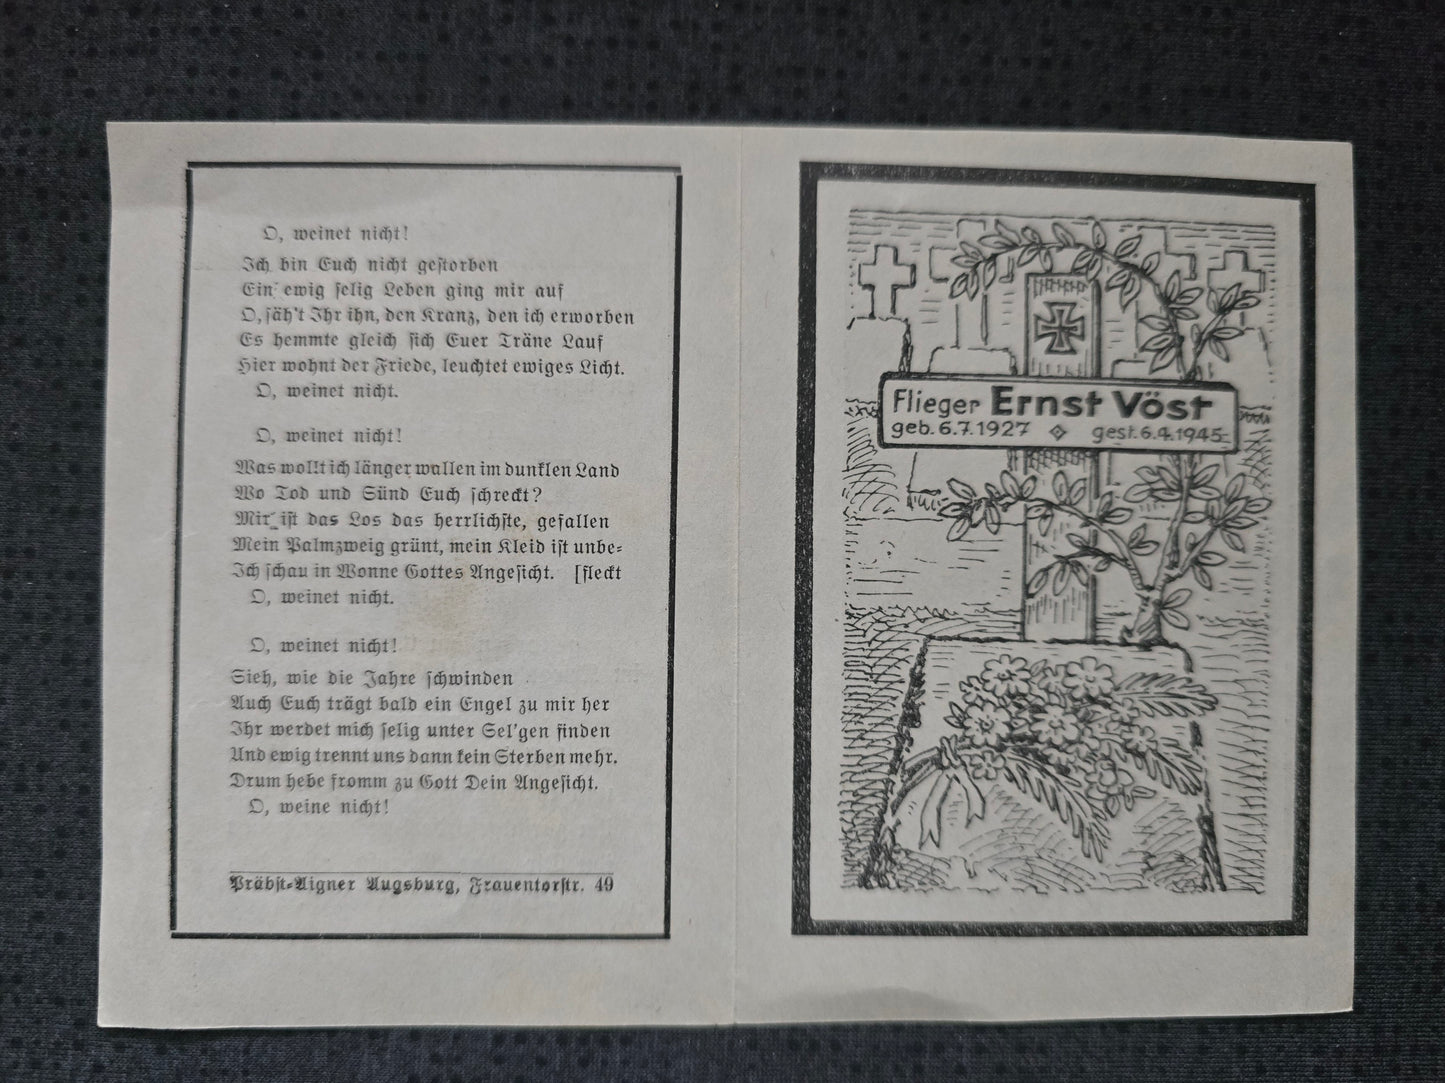 O, weinet nicht!
Ich bin Euch nicht gestorben
Ein ewig selig Leben ging mir auf
O, säh't Ihr ihn, den Kranz, den ich erworben
Es hemmte gleich sich Euer Träne Lauf
Hier wohnt der Friede, leuchtet ewiges Licht.
O, weinet nicht.
O, weinet nicht!
Was wollt ich länger wallen im dunklen Land
Wo Tod und Sünd Euch schreckt?
Mir ist das Los das herrlichste, gefallen
Mein Palmzweig grünt, mein Kleid ist unbe-
Ich schau in Wonne Gottes Angesicht. [fleckt
O, weinet nicht.
O, weinet nicht!
Sieh, wie die Jahre schwinden
Auch Euch trägt bald ein Engel zu mir her
Ihr werdet mich selig unter Sel'gen finden
Und ewig trennt uns dann kein Sterben mehr.
Drum hebe fromm zu Gott Dein Angesicht.
O, weine nicht!
Präbst-Aigner Augsburg, Frauentorstr. 49
Flieger Ernst Vöst
geb. 6.7.1927 gest. 6.4.1945